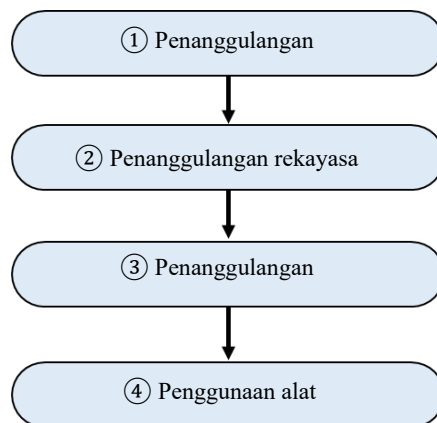 ① Penanggulangan
② Penanggulangan rekayasa
③ Penanggulangan
④ Penggunaan alat